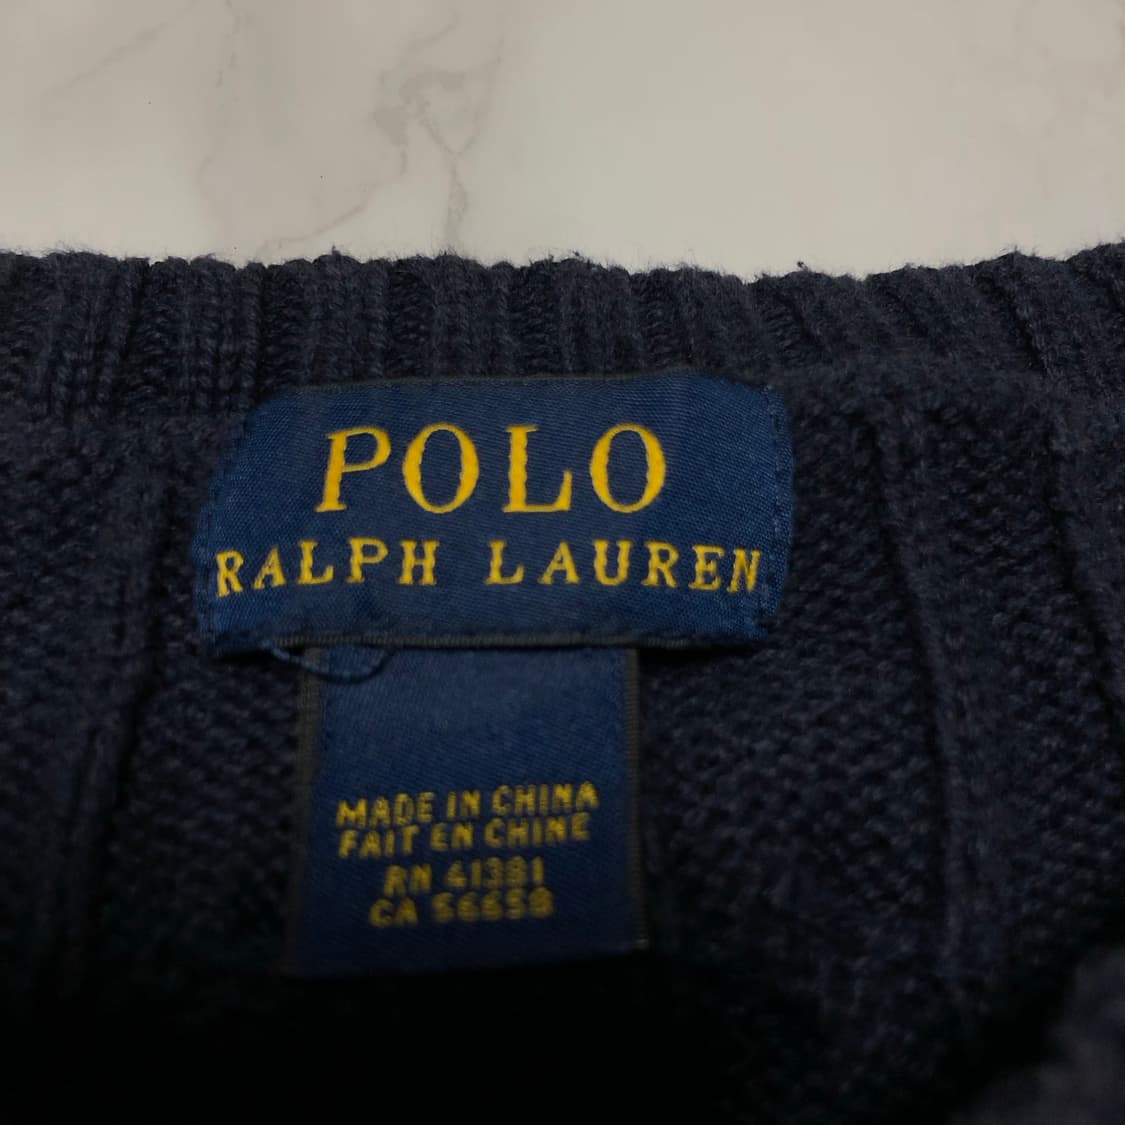 POLO
RALPH LAUREN
MADE IN CHINA
FAIT EN CHINE
RN 41381
CA 56658